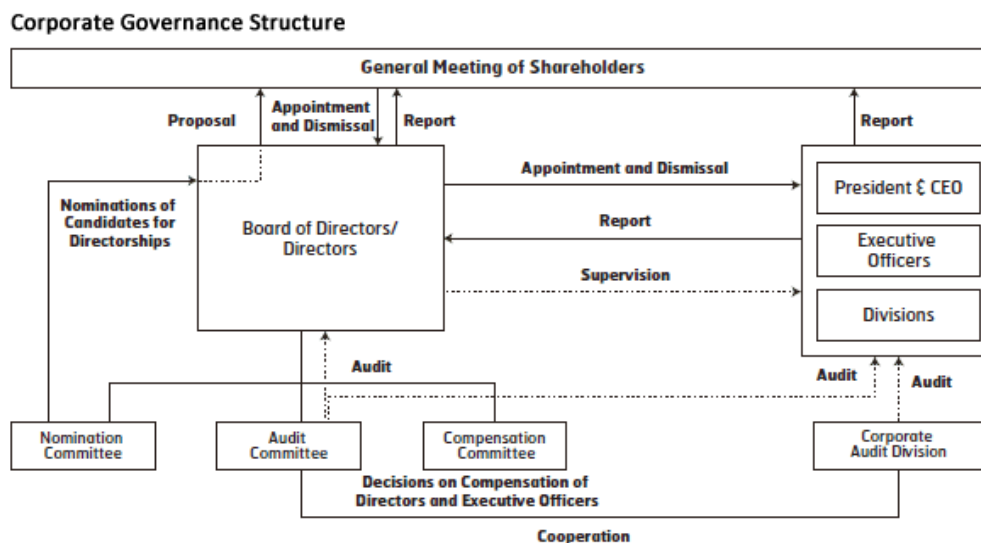 Corporate Governance Structure
General Meeting of Shareholders
Proposal
Appointment
and Dismissal
Report
Report
Nominations of
Candidates for
Directorships
Board of Directors/
Directors
Appointment and Dismissal
Report
Supervision
President & CEO
Executive
Officers
Divisions
Audit
Audit
Audit
Nomination
Committee
Audit
Committee
Compensation
Committee
Corporate
Audit Division
Decisions on Compensation of
Directors and Executive Officers
Cooperation